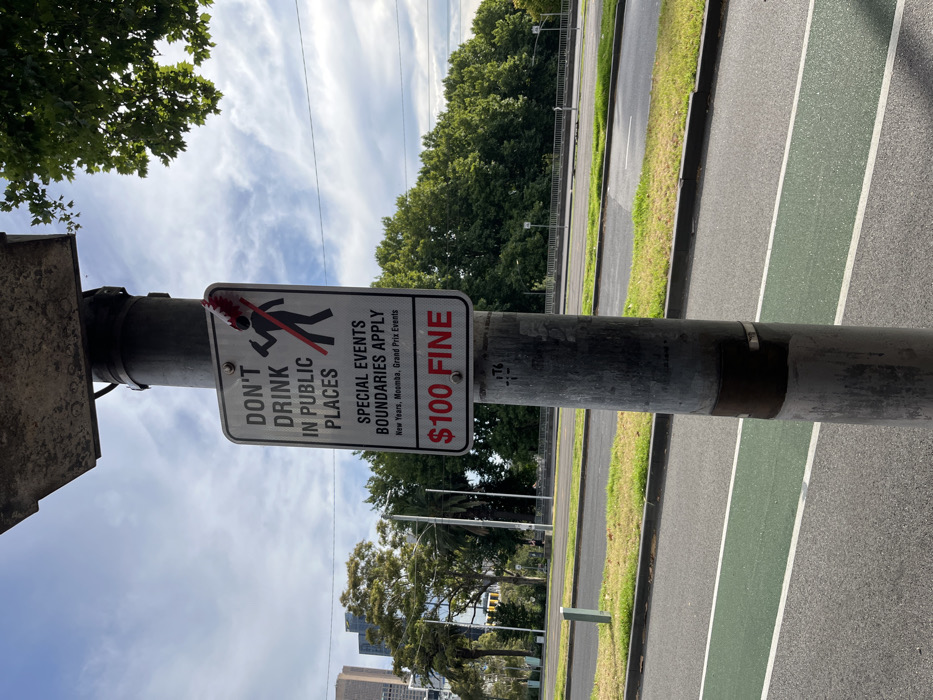 DON'T
DRINK
IN PUBLIC
PLACES
SPECIAL EVENTS
BOUNDARIES APPLY
New Years, Moomba, Grand Prix Events
$100 FINE